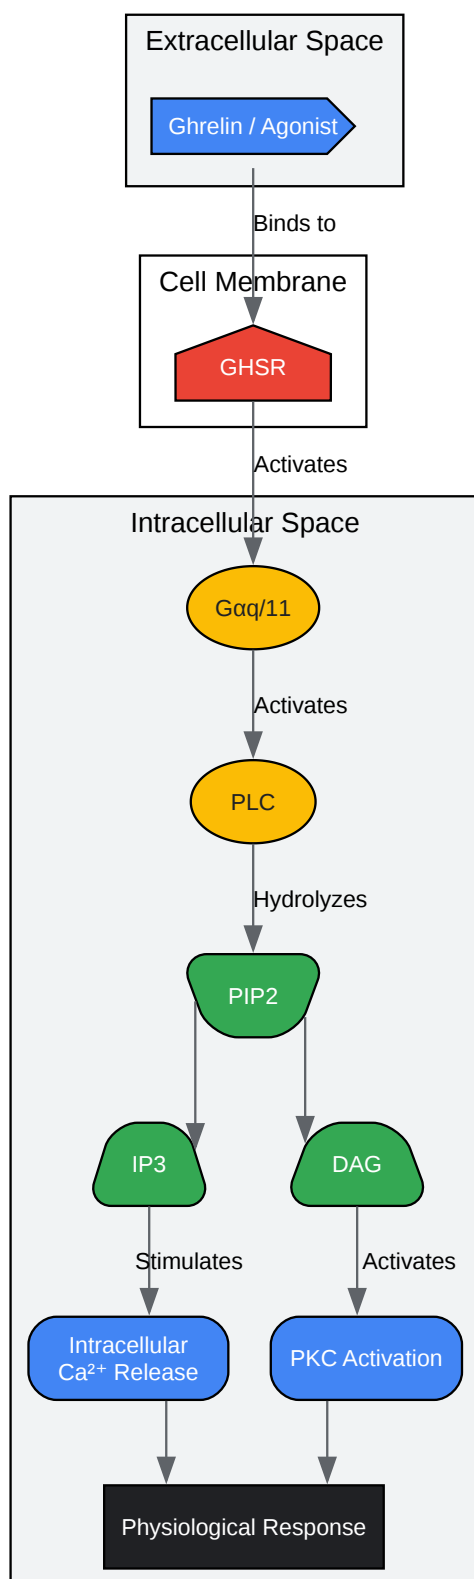 Extracellular Space
Ghrelin / Agonist
Binds to
Cell Membrane
GHSR
Activates
Intracellular Space
Gαq/11
Activates
PLC
Hydrolyzes
PIP2
IP3
DAG
Stimulates
Activates
Intracellular
Ca²⁺ Release
PKC Activation
Physiological Response